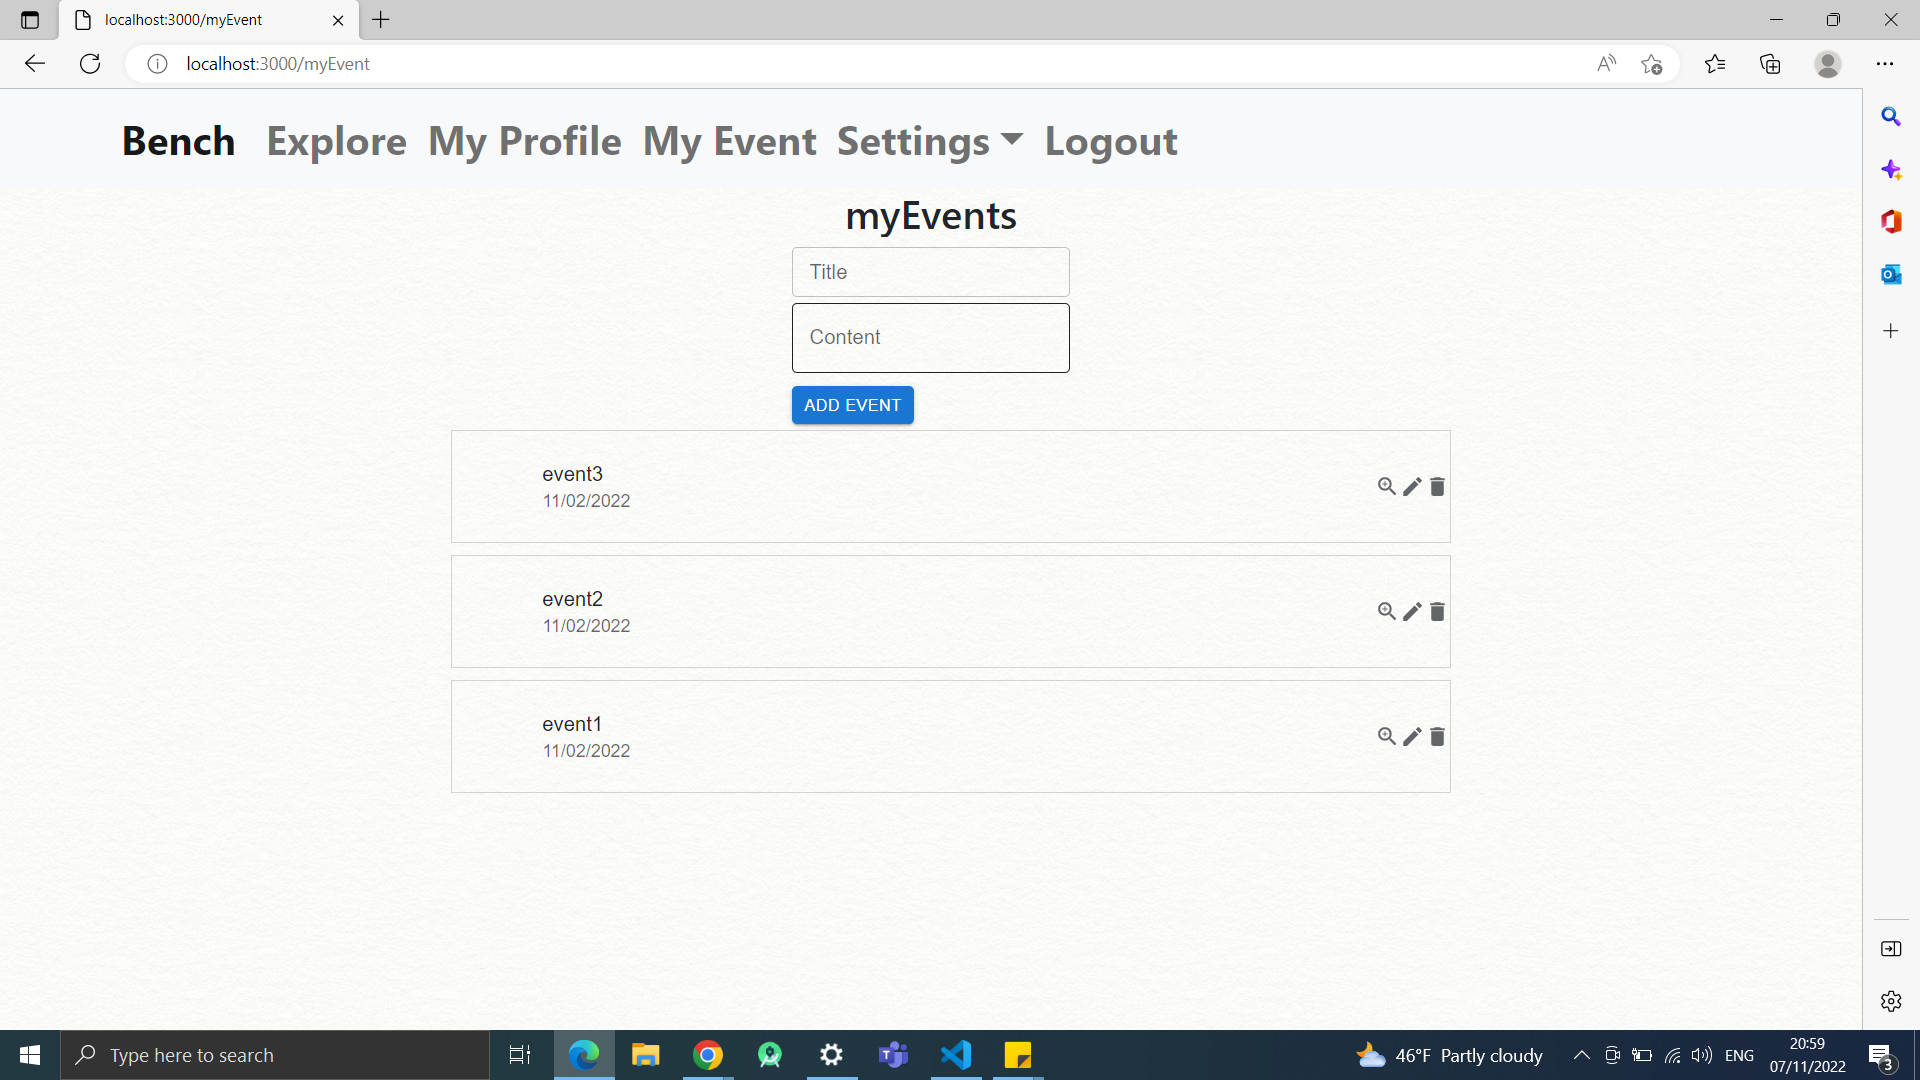 localhost:3000/myEvent
localhost:3000/myEvent
Bench Explore My Profile My Event Settings Logout
myEvents
Title
Content
ADD EVENT
event3
11/02/2022
event2
11/02/2022
event1
11/02/2022
Type here to search
46°F Partly cloudy
ENG
20:59
07/11/2022
3